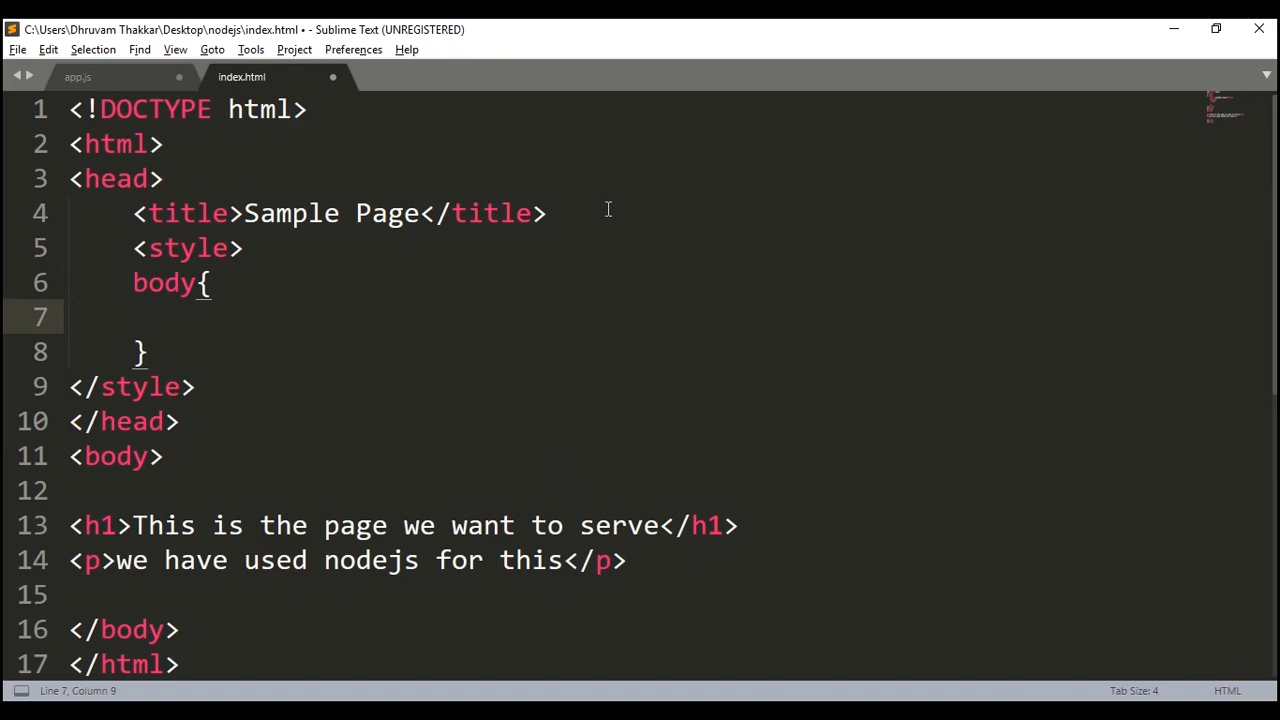 C:\Users\Dhruvam Thakkar\Desktop\nodejs\index.html • - Sublime Text (UNREGISTERED)
File Edit Selection Find View Goto Tools Project Preferences Help
app.js index.html
1 <!DOCTYPE html>
2 <html>
3 <head>
4 <title>Sample Page</title>
5 <style>
6 body{
7
8 }
9 </style>
10 </head>
11 <body>
12
13 <h1>This is the page we want to serve</h1>
14 <p>we have used nodejs for this</p>
15
16 </body>
17 </html>
Line 7, Column 9 Tab Size: 4 HTML